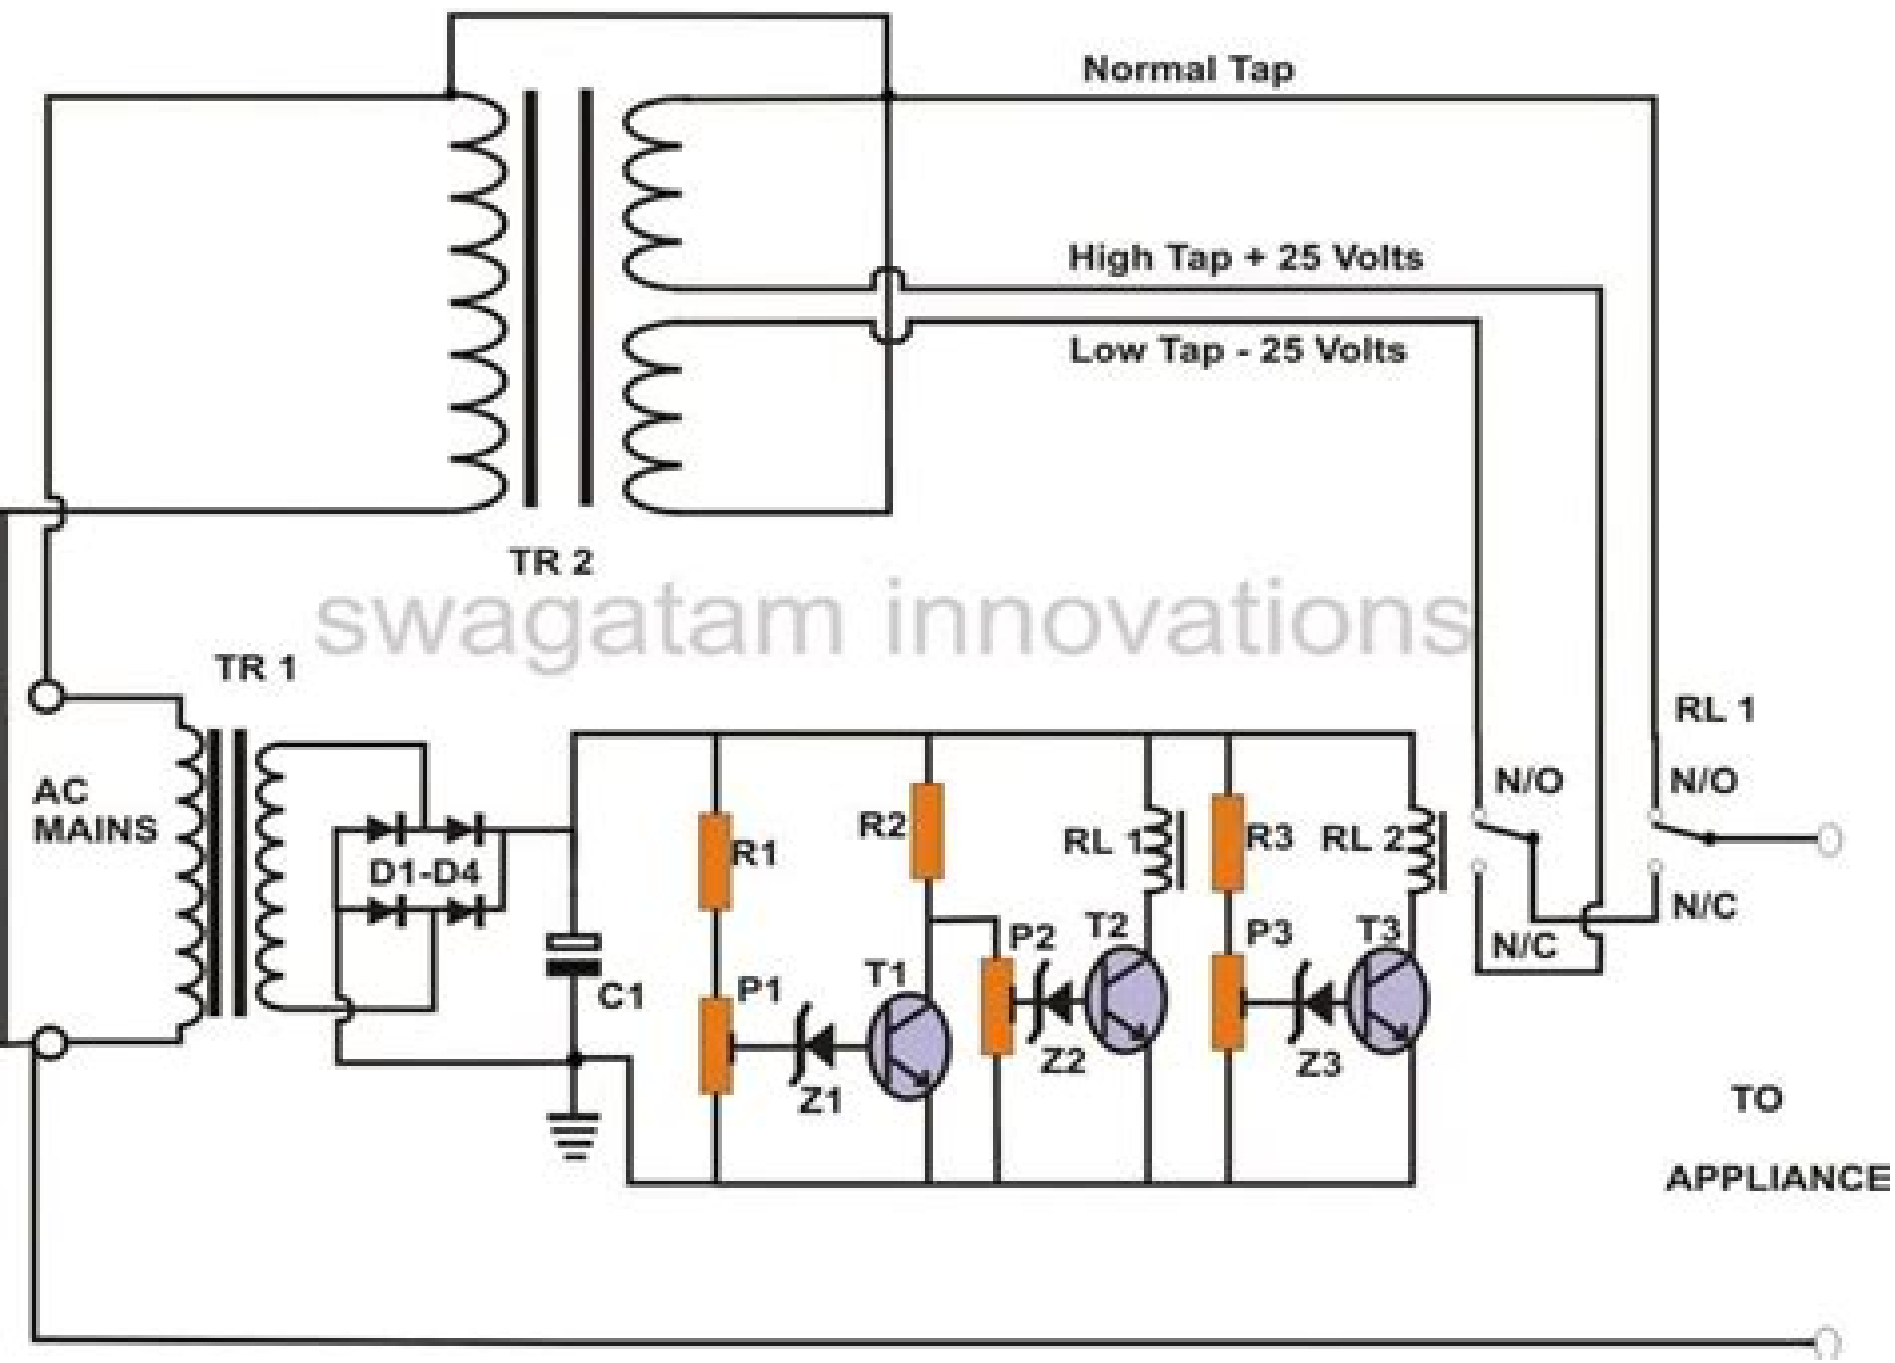 Normal Tap
High Tap + 25 Volts
Low Tap - 25 Volts
TR 2
swagatam innovations
TR 1
RL 1
AC
MAINS
N/O
N/O
D1-D4
R1
R2
RL 1
R3
RL 2
N/C
N/C
C1
P1
T1
P2
T2
P3
T3
Z1
Z2
Z3
TO
APPLIANCE